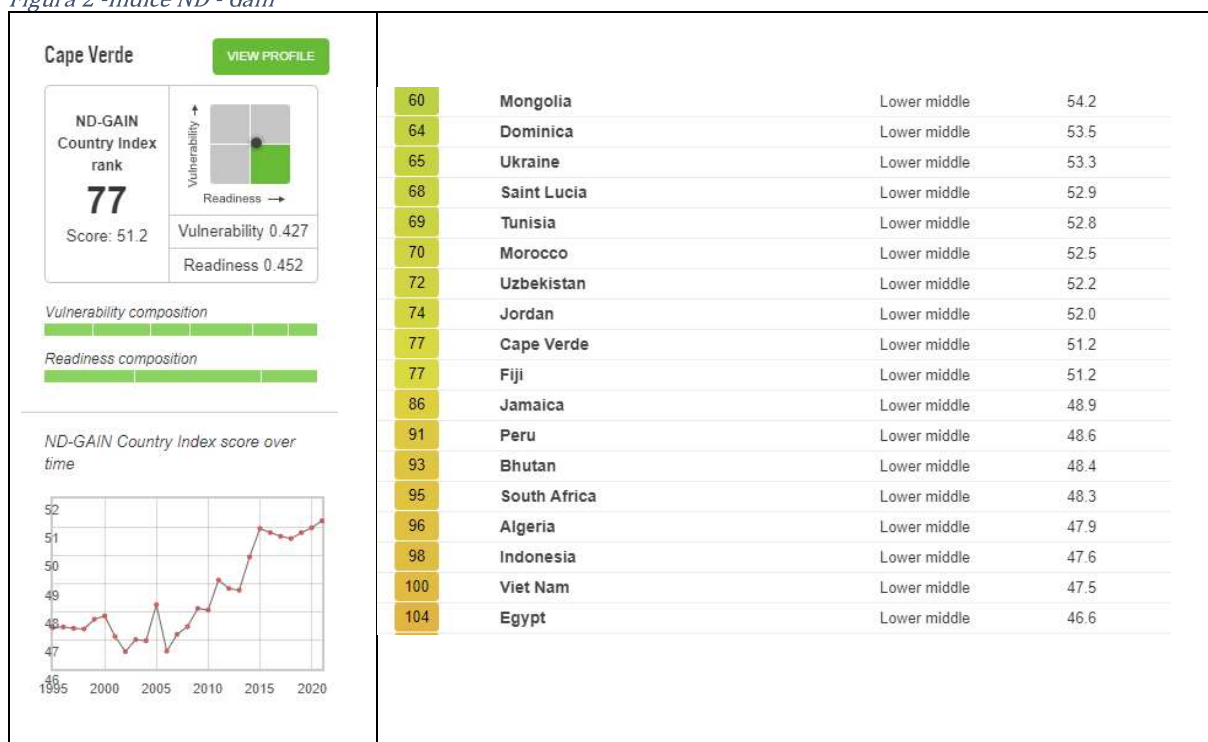 Figura 2 -Indice ND - Gain
Cape Verde
VIEW PROFILE
ND-GAIN
Country Index
rank
77
Score: 51.2
Vulnerability
Readiness
Vulnerability 0.427
Readiness 0.452
Vulnerability composition
Readiness composition
ND-GAIN Country Index score over
time
52
51
50
49
48
47
46
1995 2000 2005 2010 2015 2020
60 Mongolia Lower middle 54.2
64 Dominica Lower middle 53.5
65 Ukraine Lower middle 53.3
68 Saint Lucia Lower middle 52.9
69 Tunisia Lower middle 52.8
70 Morocco Lower middle 52.5
72 Uzbekistan Lower middle 52.2
74 Jordan Lower middle 52.0
77 Cape Verde Lower middle 51.2
77 Fiji Lower middle 51.2
86 Jamaica Lower middle 48.9
91 Peru Lower middle 48.6
93 Bhutan Lower middle 48.4
95 South Africa Lower middle 48.3
96 Algeria Lower middle 47.9
98 Indonesia Lower middle 47.6
100 Viet Nam Lower middle 47.5
104 Egypt Lower middle 46.6